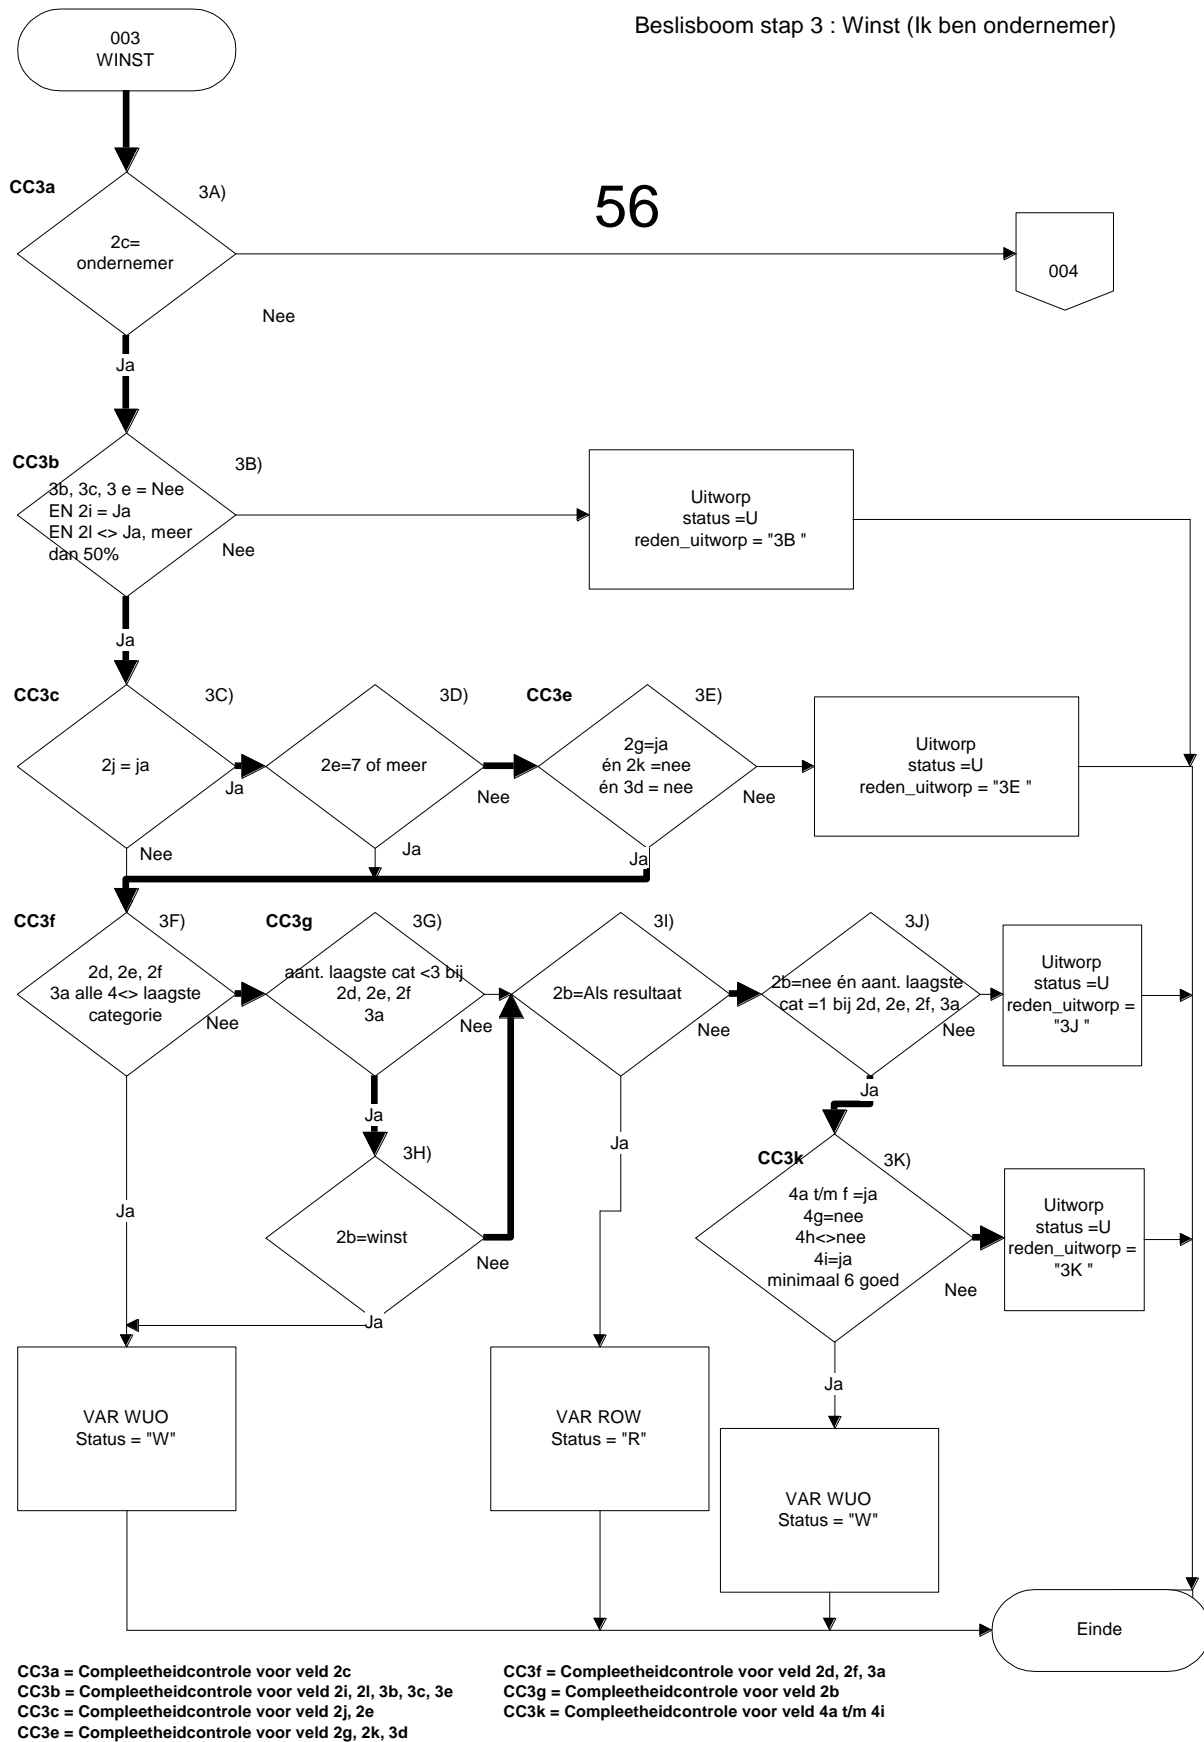 Beslisboom stap 3 : Winst (Ik ben ondernemer)
003
WINST
CC3a
3A)
56
2c=
ondernemer
004
Nee
Ja
CC3b
3B)
3b, 3c, 3 e = Nee
EN 2i = Ja
EN 2l <> Ja, meer
dan 50%
Nee
Uitworp
status =U
reden_uitworp = "3B "
Ja
CC3c
3C)
2j = ja
Ja
Nee
3D)
2e=7 of meer
Nee
Ja
CC3e
3E)
2g=ja
én 2k =nee
én 3d = nee
Nee
Ja
Uitworp
status =U
reden_uitworp = "3E "
CC3f
3F)
2d, 2e, 2f
3a alle 4<> laagste
categorie
Nee
Ja
CC3g
3G)
aant. laagste cat <3 bij
2d, 2e, 2f
3a
Nee
Ja
3I)
2b=Als resultaat
Nee
Ja
3J)
2b=nee én aant. laagste
cat =1 bij 2d, 2e, 2f, 3a
Nee
Ja
Uitworp
status =U
reden_uitworp =
"3J "
3H)
2b=winst
Nee
Ja
CC3k
3K)
4a t/m f =ja
4g=nee
4h<>nee
4i=ja
minimaal 6 goed
Nee
Ja
Uitworp
status =U
reden_uitworp =
"3K "
VAR WUO
Status = "W"
VAR ROW
Status = "R"
VAR WUO
Status = "W"
Einde
CC3a = Compleetheidcontrole voor veld 2c
CC3b = Compleetheidcontrole voor veld 2i, 2l, 3b, 3c, 3e
CC3c = Compleetheidcontrole voor veld 2j, 2e
CC3e = Compleetheidcontrole voor veld 2g, 2k, 3d
CC3f = Compleetheidcontrole voor veld 2d, 2f, 3a
CC3g = Compleetheidcontrole voor veld 2b
CC3k = Compleetheidcontrole voor veld 4a t/m 4i